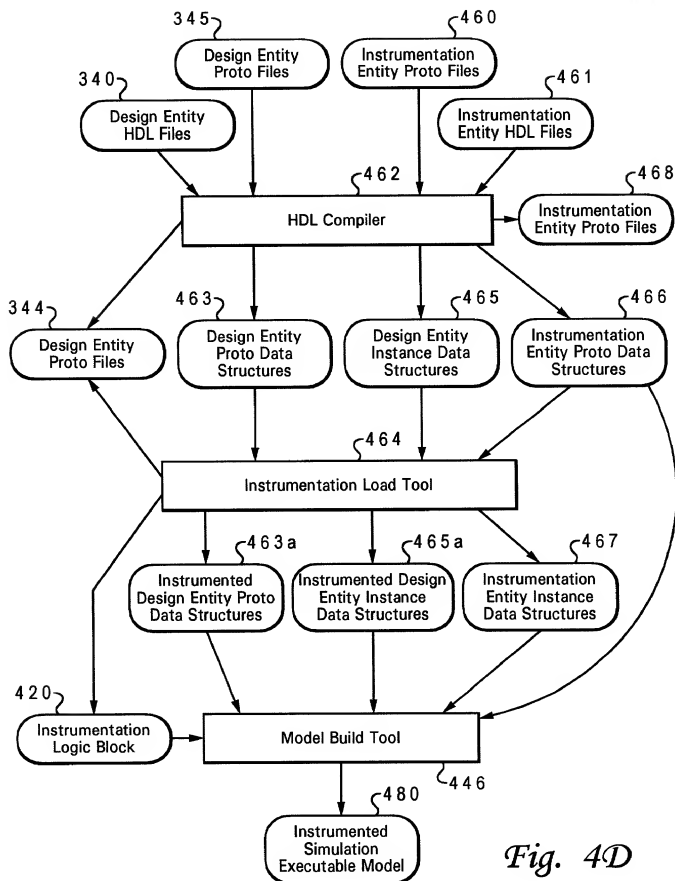 345
460
Design Entity
Proto Files
Instrumentation
Entity Proto Files
340
461
Design Entity
HDL Files
Instrumentation
Entity HDL Files
462
468
HDL Compiler
Instrumentation
Entity Proto Files
463
465
466
344
Design Entity
Proto Files
Design Entity
Proto Data
Structures
Design Entity
Instance Data
Structures
Instrumentation
Entity Proto Data
Structures
464
Instrumentation Load Tool
463a
465a
467
Instrumented
Design Entity Proto
Data Structures
Instrumented Design
Entity Instance Data
Structures
Instrumentation
Entity Instance
Data Structures
420
Instrumentation
Logic Block
Model Build Tool
446
480
Instrumented
Simulation
Executable Model
Fig. 4D